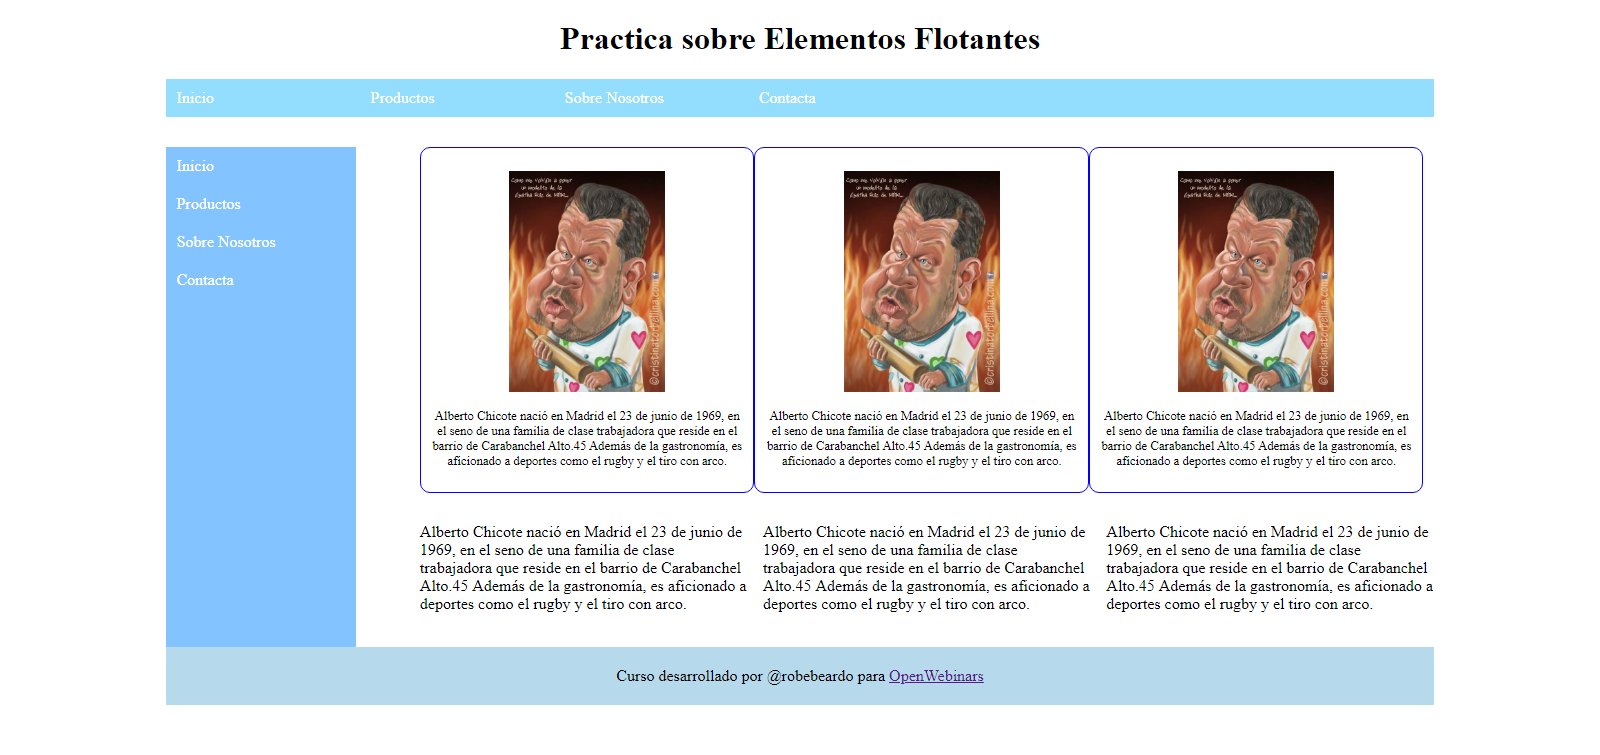 Practica sobre Elementos Flotantes
Inicio Productos Sobre Nosotros Contacta
Inicio
Productos
Sobre Nosotros
Contacta
©cristinatorbellina.com
Alberto Chicote nació en Madrid el 23 de junio de 1969, en
el seno de una familia de clase trabajadora que reside en el
barrio de Carabanchel Alto.45 Además de la gastronomía, es
aficionado a deportes como el rugby y el tiro con arco.
Alberto Chicote nació en Madrid el 23 de junio de 1969, en
el seno de una familia de clase trabajadora que reside en el
barrio de Carabanchel Alto.45 Además de la gastronomía, es
aficionado a deportes como el rugby y el tiro con arco.
Alberto Chicote nació en Madrid el 23 de junio de 1969, en
el seno de una familia de clase trabajadora que reside en el
barrio de Carabanchel Alto.45 Además de la gastronomía, es
aficionado a deportes como el rugby y el tiro con arco.
Alberto Chicote nació en Madrid el 23 de junio de
1969, en el seno de una familia de clase
trabajadora que reside en el barrio de Carabanchel
Alto.45 Además de la gastronomía, es aficionado a
deportes como el rugby y el tiro con arco.
Alberto Chicote nació en Madrid el 23 de junio de
1969, en el seno de una familia de clase
trabajadora que reside en el barrio de Carabanchel
Alto.45 Además de la gastronomía, es aficionado a
deportes como el rugby y el tiro con arco.
Alberto Chicote nació en Madrid el 23 de junio de
1969, en el seno de una familia de clase
trabajadora que reside en el barrio de Carabanchel
Alto.45 Además de la gastronomía, es aficionado a
deportes como el rugby y el tiro con arco.
Curso desarrollado por @robebeardo para OpenWebinars